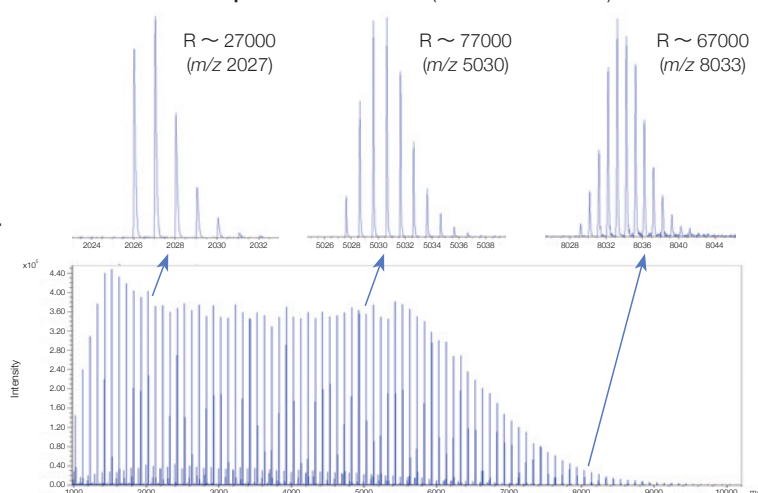 R ～ 27000
(m/z 2027)
R ～ 77000
(m/z 5030)
R ～ 67000
(m/z 8033)
2024 2026 2028 2030 2032
5026 5028 5030 5032 5034 5036 5038
8028 8032 8036 8040 8044
4.40
4.00
3.60
3.20
2.80
2.40
2.00
1.60
1.20
0.80
0.40
0.00
Intensity
1000 2000 3000 4000 5000 6000 7000 8000 9000 10000